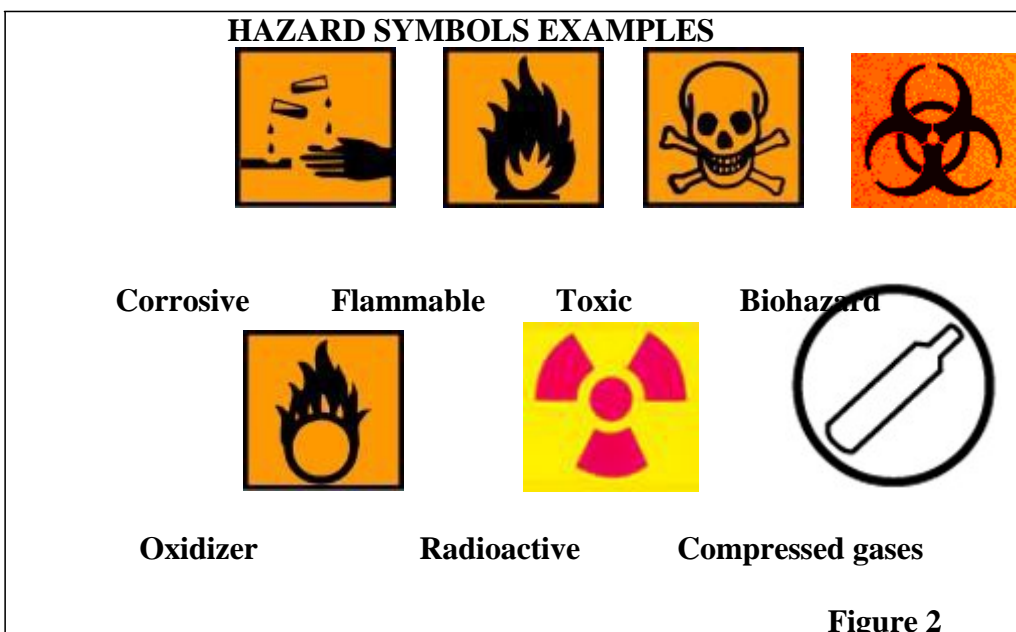 HAZARD SYMBOLS EXAMPLES
Corrosive Flammable Toxic Biohazard
Oxidizer Radioactive Compressed gases
Figure 2